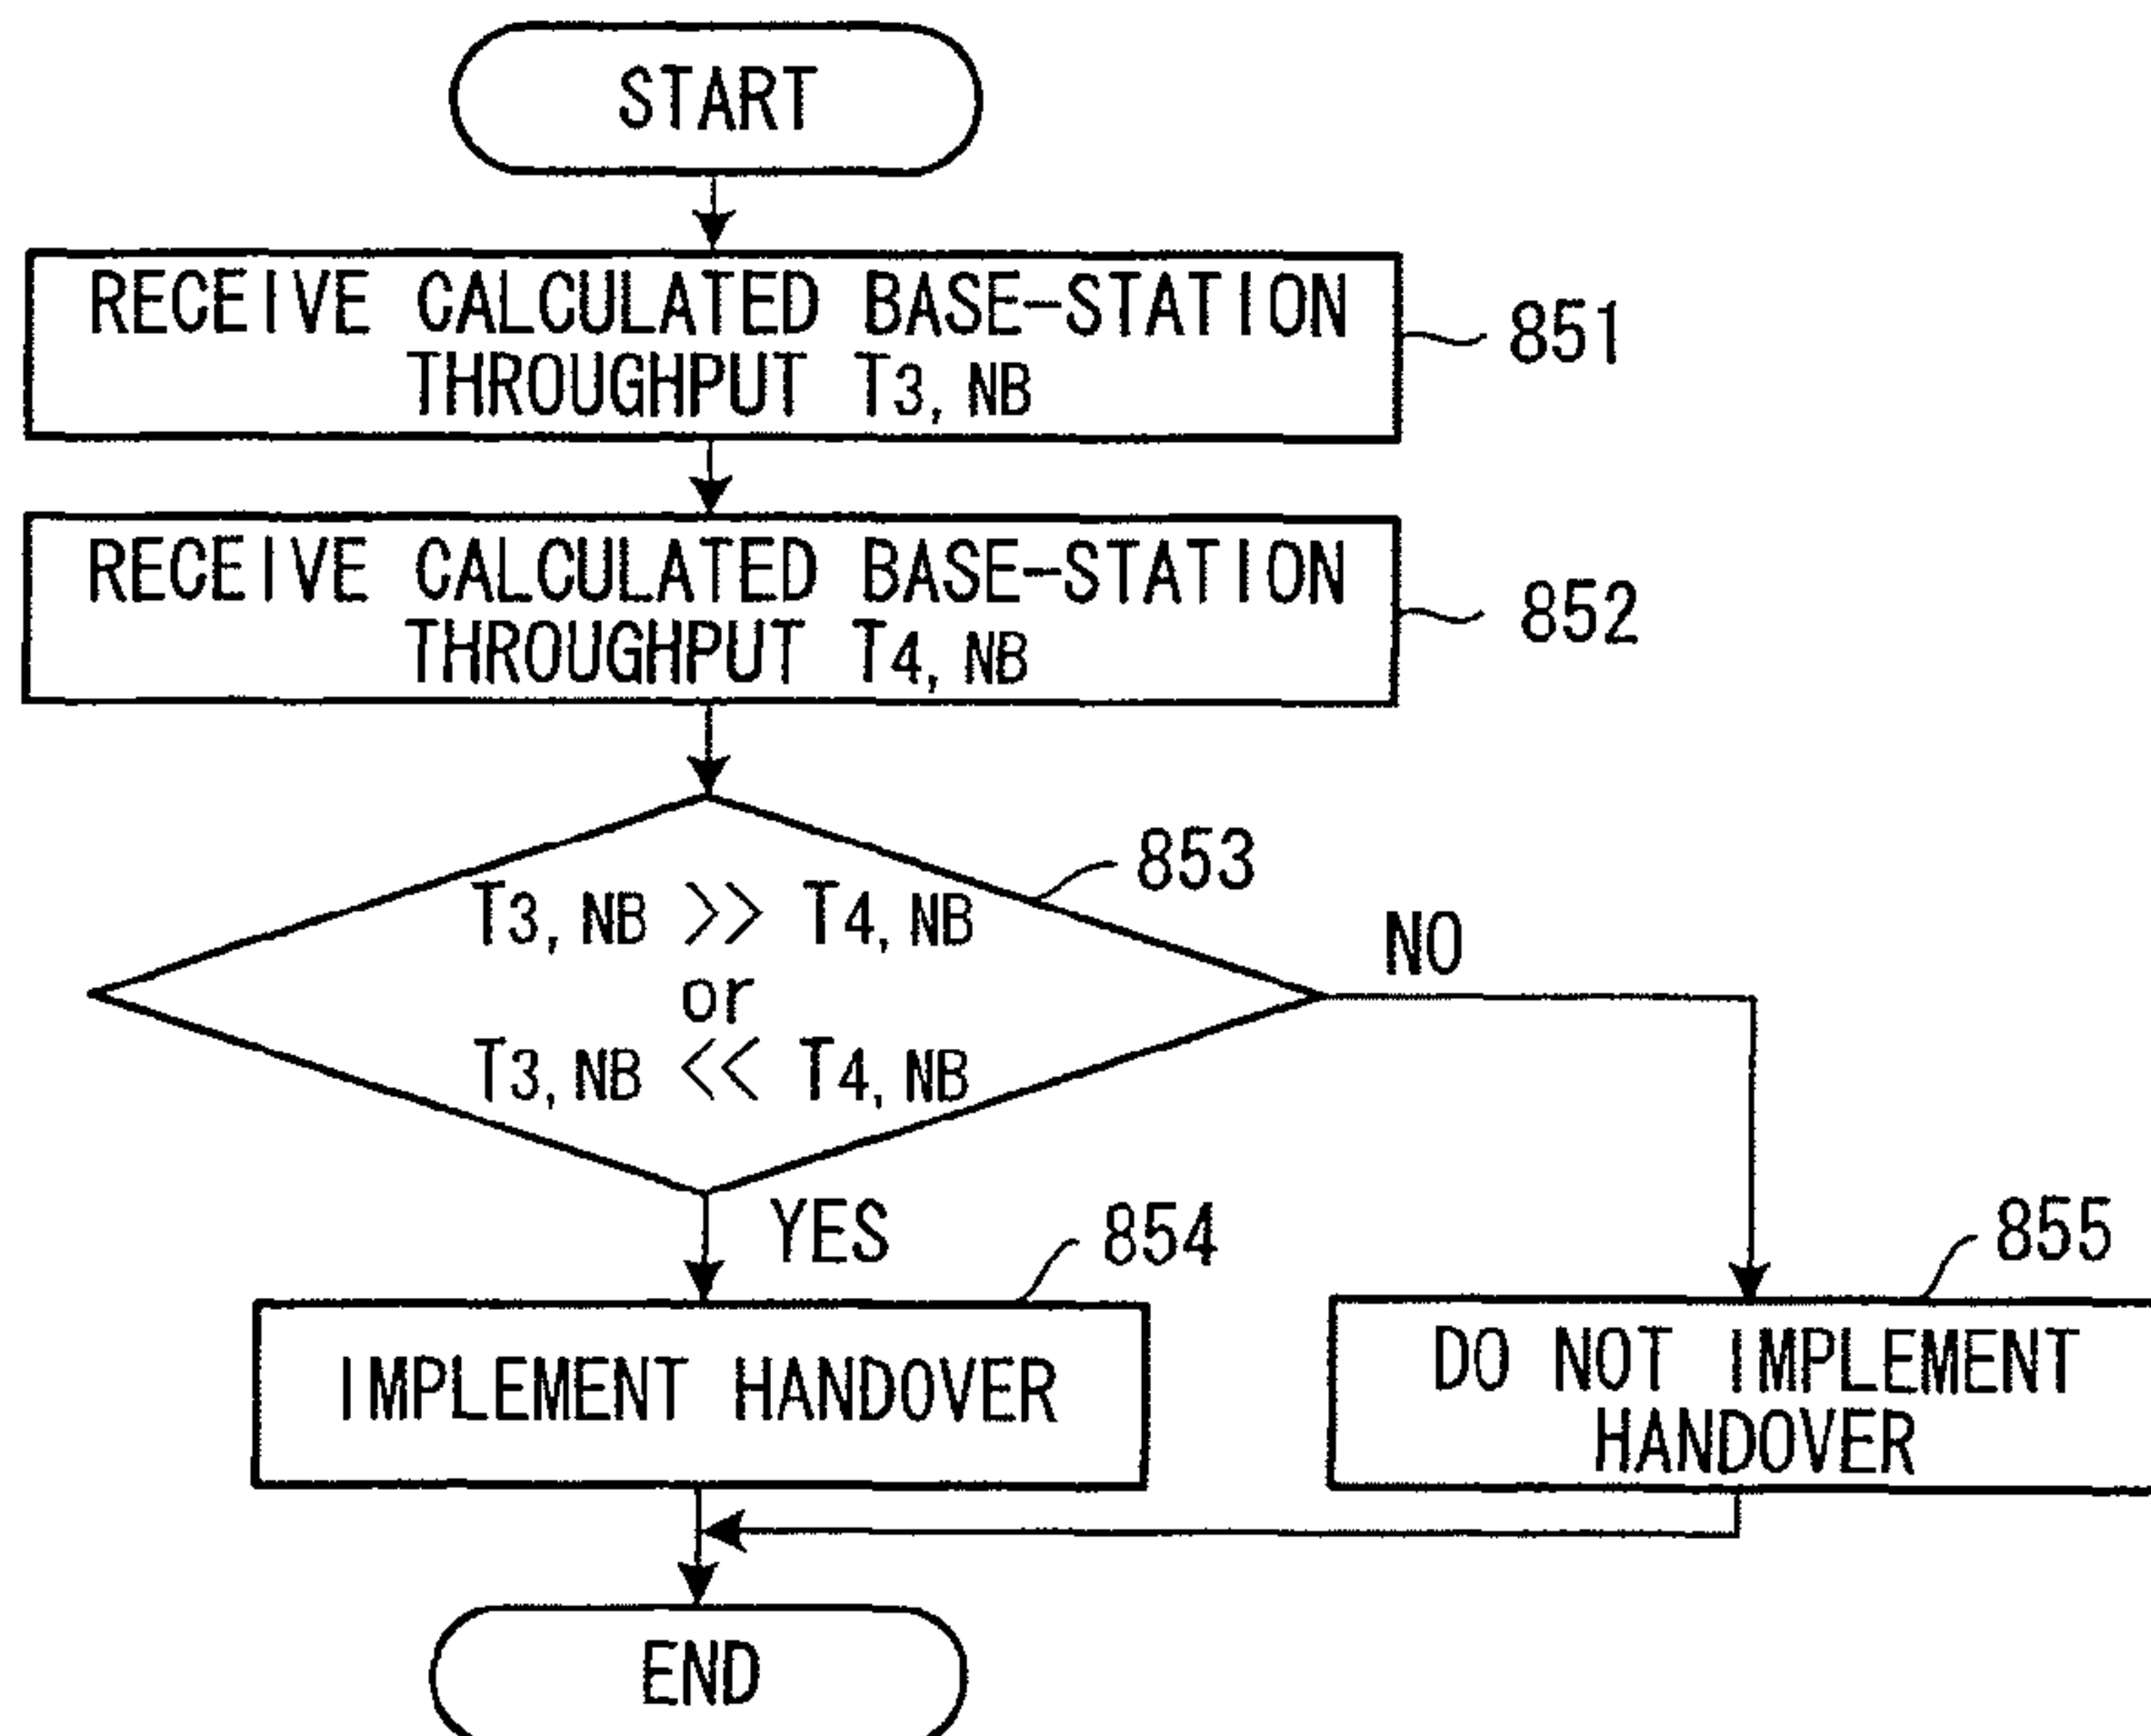 START
RECEIVE CALCULATED BASE-STATION
THROUGHPUT T3, NB
851
RECEIVE CALCULATED BASE-STATION
THROUGHPUT T4, NB
852
853
T3, NB >> T4, NB
or
T3, NB << T4, NB
NO
YES
854
855
IMPLEMENT HANDOVER
DO NOT IMPLEMENT
HANDOVER
END